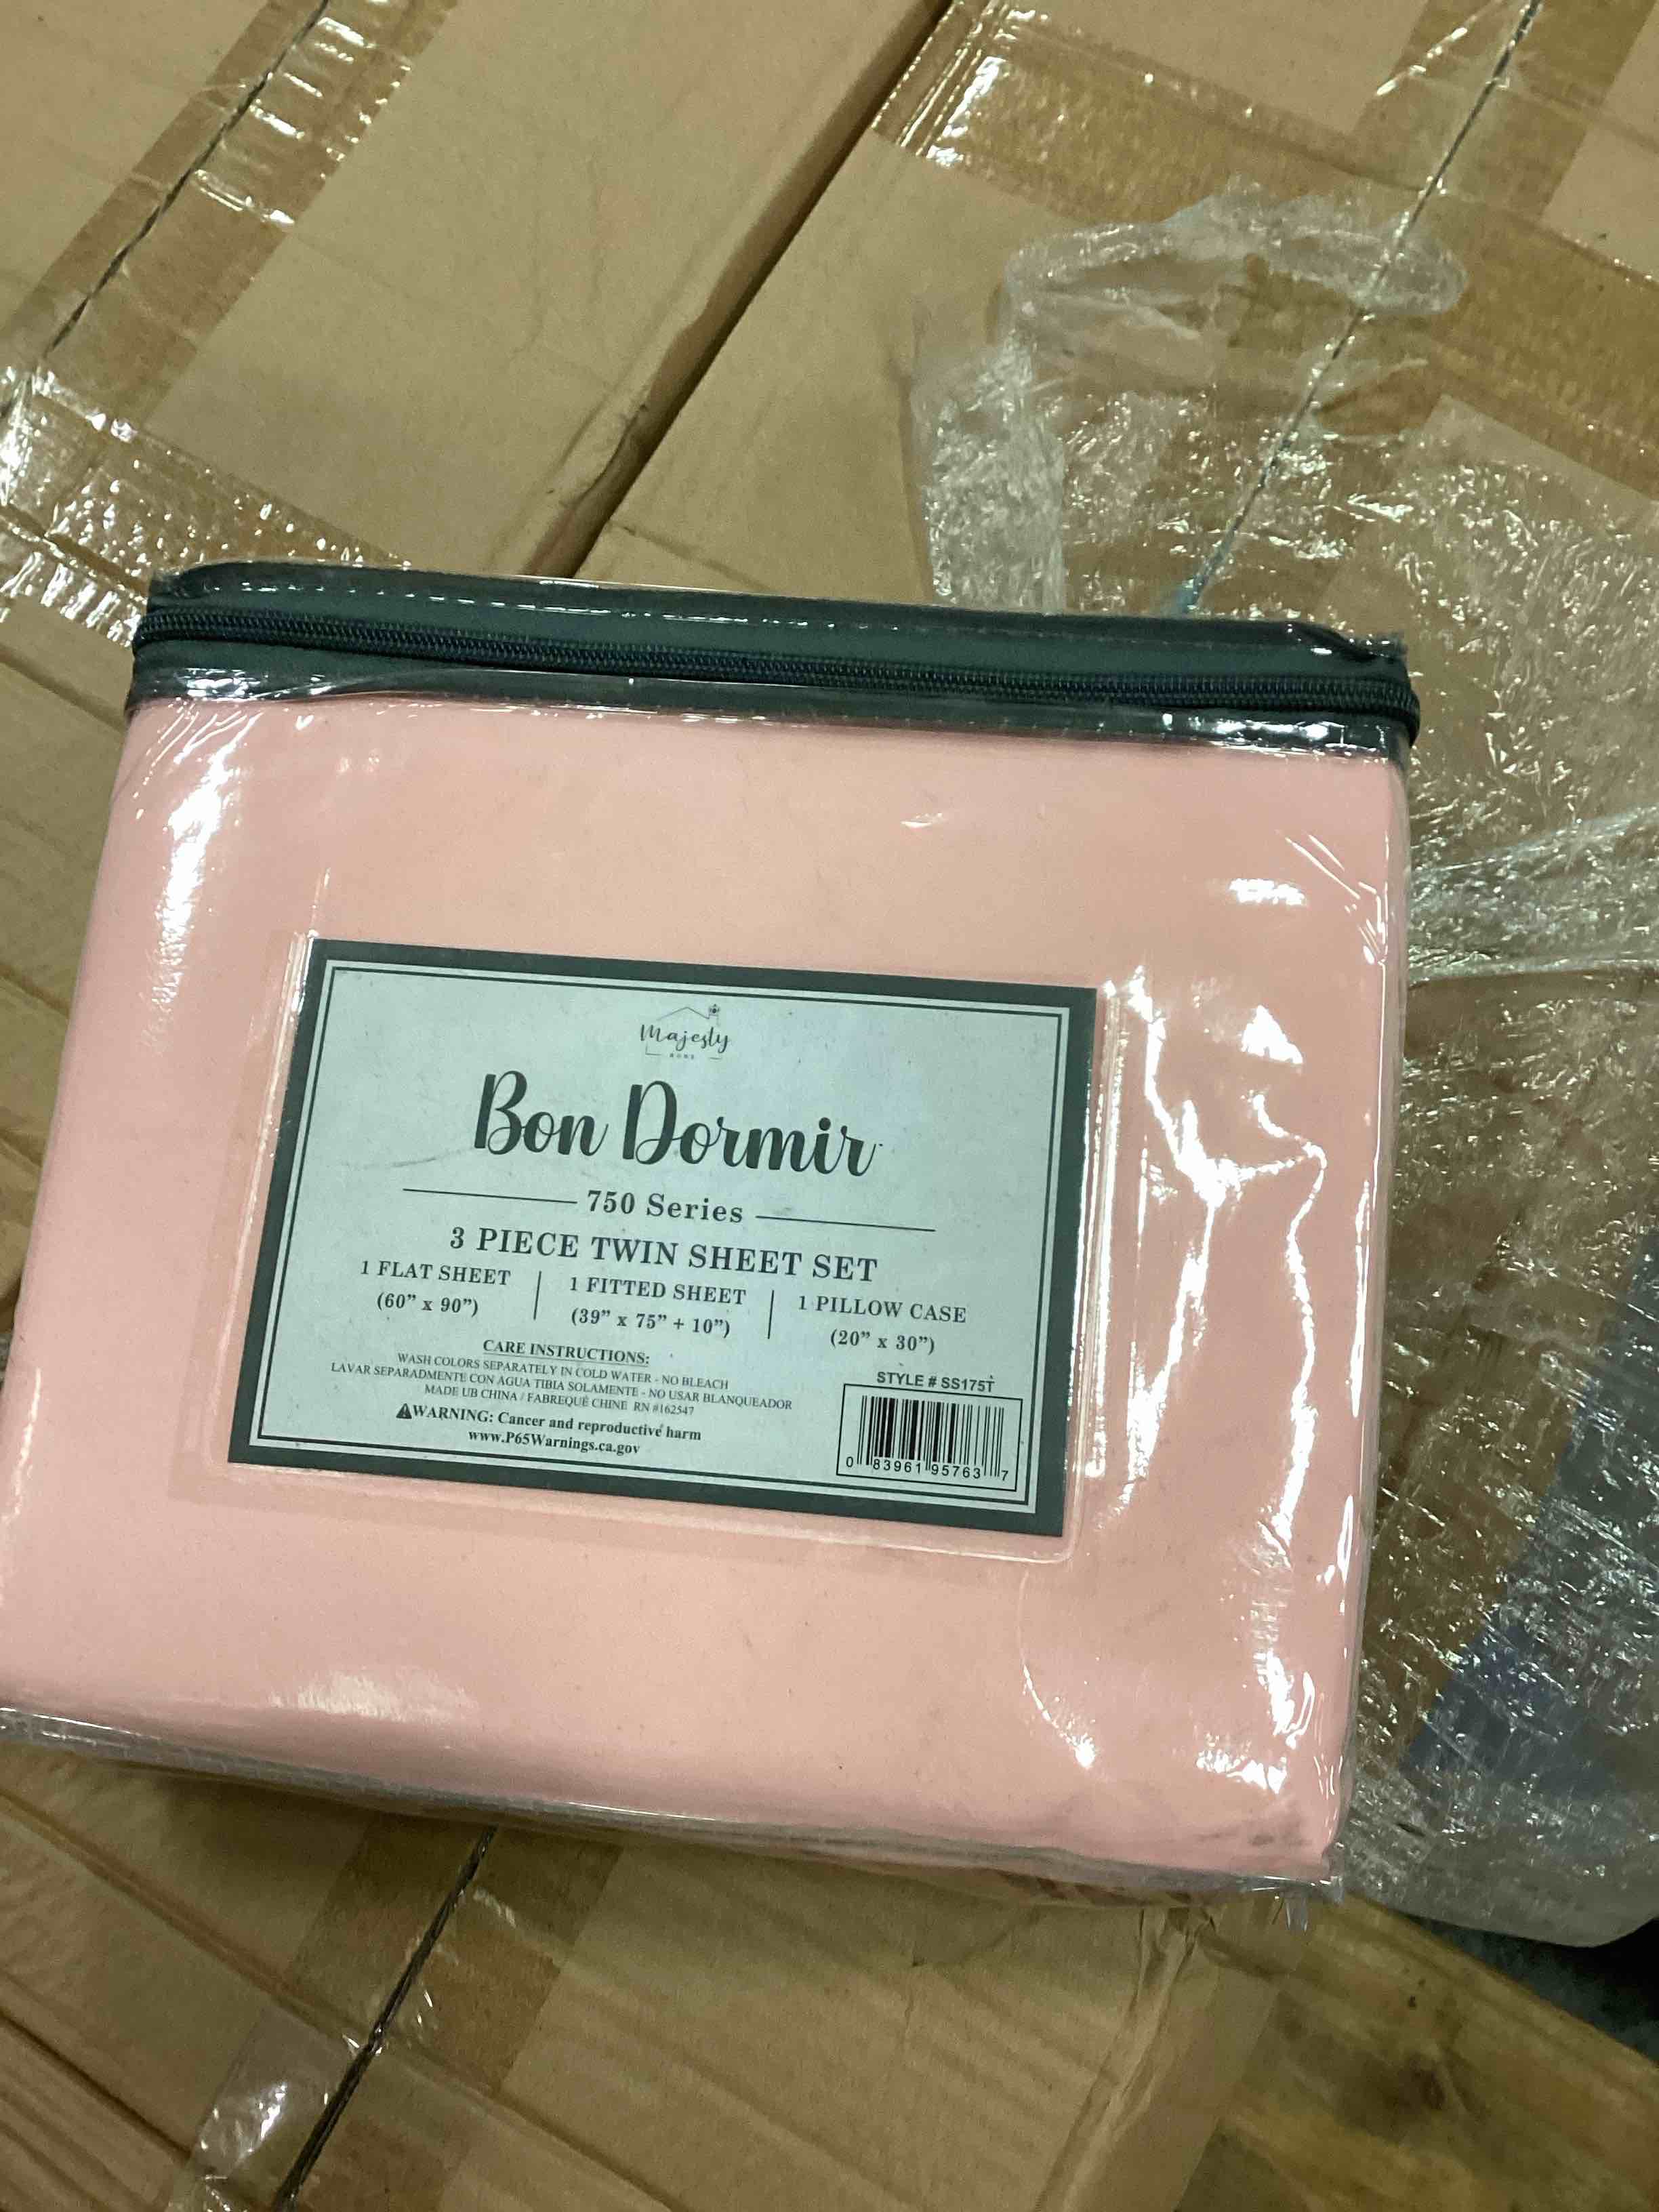 Majesty
HOME
Bon Dormir
750 Series
3 PIECE TWIN SHEET SET
1 FLAT SHEET
(60” x 90”)
1 FITTED SHEET
(39” x 75” + 10”)
1 PILLOW CASE
(20” x 30”)
CARE INSTRUCTIONS:
WASH COLORS SEPARATELY IN COLD WATER - NO BLEACH
LAVAR SEPARADMENTE CON AGUA TIBIA SOLAMENTE - NO USAR BLANQUEADOR
MADE UB CHINA / FABREQUÉ CHINE RN #162547
WARNING: Cancer and reproductive harm
www.P65Warnings.ca.gov
STYLE # SS175T
0 83961 95763 7